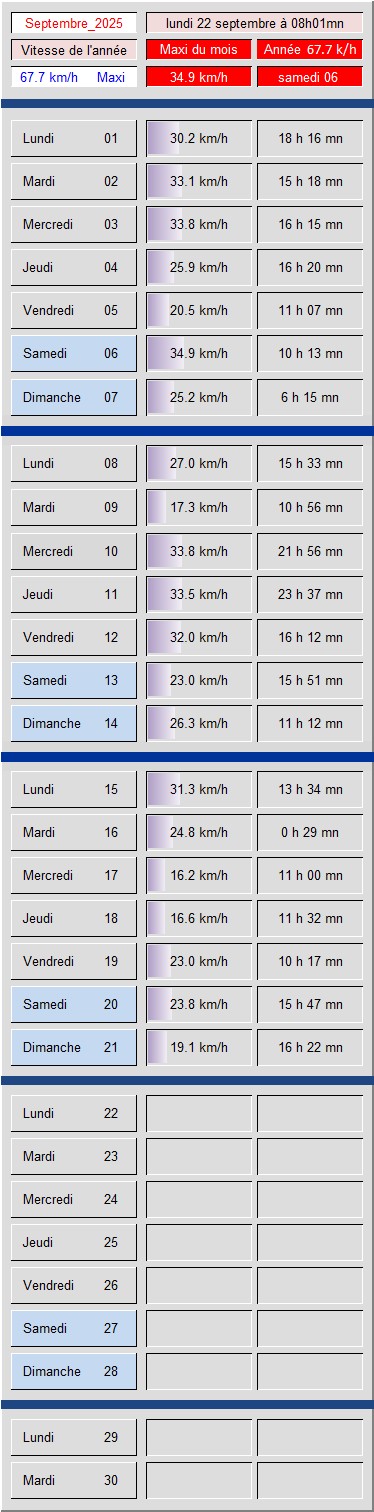 Septembre_2025 lundi 22 septembre à 08h01mn
Vitesse de l'année Maxi du mois Année 67.7 k/h
67.7 km/h Maxi 34.9 km/h samedi 06
Lundi 01 30.2 km/h 18 h 16 mn
Mardi 02 33.1 km/h 15 h 18 mn
Mercredi 03 33.8 km/h 16 h 15 mn
Jeudi 04 25.9 km/h 16 h 20 mn
Vendredi 05 20.5 km/h 11 h 07 mn
Samedi 06 34.9 km/h 10 h 13 mn
Dimanche 07 25.2 km/h 6 h 15 mn
Lundi 08 27.0 km/h 15 h 33 mn
Mardi 09 17.3 km/h 10 h 56 mn
Mercredi 10 33.8 km/h 21 h 56 mn
Jeudi 11 33.5 km/h 23 h 37 mn
Vendredi 12 32.0 km/h 16 h 12 mn
Samedi 13 23.0 km/h 15 h 51 mn
Dimanche 14 26.3 km/h 11 h 12 mn
Lundi 15 31.3 km/h 13 h 34 mn
Mardi 16 24.8 km/h 0 h 29 mn
Mercredi 17 16.2 km/h 11 h 00 mn
Jeudi 18 16.6 km/h 11 h 32 mn
Vendredi 19 23.0 km/h 10 h 17 mn
Samedi 20 23.8 km/h 15 h 47 mn
Dimanche 21 19.1 km/h 16 h 22 mn
Lundi 22
Mardi 23
Mercredi 24
Jeudi 25
Vendredi 26
Samedi 27
Dimanche 28
Lundi 29
Mardi 30